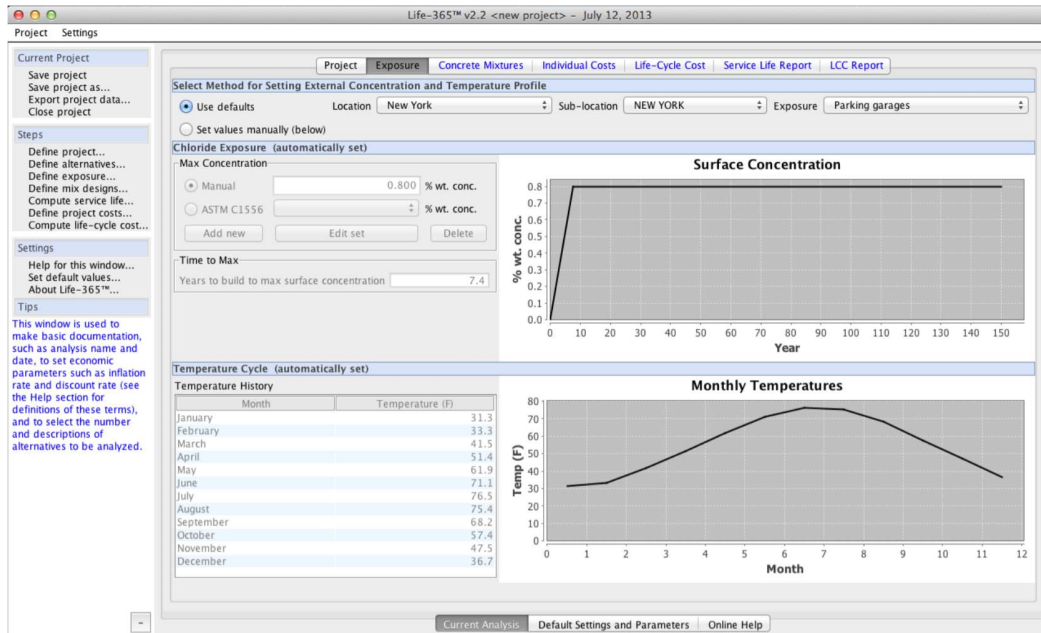 Life-365™ v2.2 <new project> - July 12, 2013
Project Settings
Current Project
Save project
Save project as...
Export project data...
Close project
Steps
Define project...
Define alternatives...
Define exposure...
Define mix designs...
Compute service life...
Define project costs...
Compute life-cycle cost...
Settings
Help for this window...
Set default values...
About Life-365™...
Tips
This window is used to
make basic documentation,
such as analysis name and
date, to set economic
parameters such as inflation
rate and discount rate (see
the Help section for
definitions of these terms),
and to select the number
and descriptions of
alternatives to be analyzed.
-
Project Exposure Concrete Mixtures Individual Costs Life-Cycle Cost Service Life Report LCC Report
Select Method for Setting External Concentration and Temperature Profile
Use defaults Location New York Sub-location NEW YORK Exposure Parking garages
Set values manually (below)
Chloride Exposure (automatically set)
Max Concentration
Manual 0.800 % wt. conc.
ASTM C1556 % wt. conc.
Add new Edit set Delete
Time to Max
Years to build to max surface concentration 7.4
Surface Concentration
% wt. conc.
0.8
0.7
0.6
0.5
0.4
0.3
0.2
0.1
0.0
0 10 20 30 40 50 60 70 80 90 100 110 120 130 140 150
Year
Temperature Cycle (automatically set)
Temperature History
Month Temperature (F)
January 31.3
February 33.3
March 41.5
April 51.4
May 61.9
June 71.1
July 76.5
August 75.4
September 68.2
October 57.4
November 47.5
December 36.7
Monthly Temperatures
Temp (F)
80
70
60
50
40
30
20
10
0
0 1 2 3 4 5 6 7 8 9 10 11 12
Month
Current Analysis Default Settings and Parameters Online Help